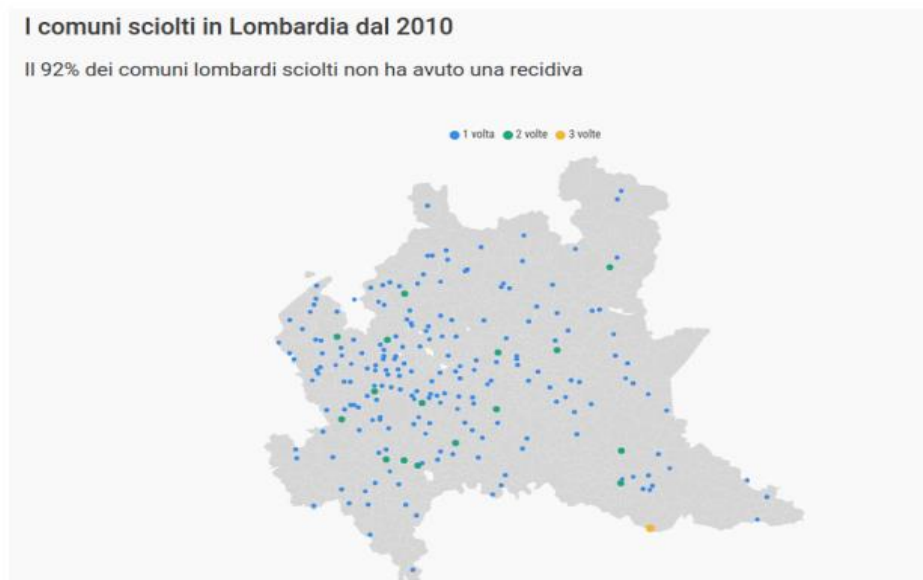 I comuni sciolti in Lombardia dal 2010
Il 92% dei comuni lombardi sciolti non ha avuto una recidiva
1 volta 2 volte 3 volte